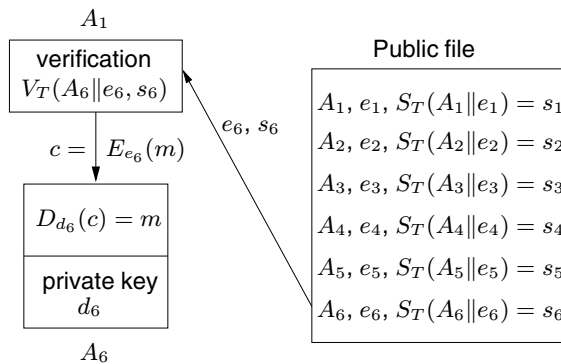 A₁
verification
V_T(A₆∥e₆, s₆)
c = E_{e₆}(m)
D_{d₆}(c) = m
private key
d₆
A₆
e₆, s₆
Public file
A₁, e₁, S_T(A₁∥e₁) = s₁
A₂, e₂, S_T(A₂∥e₂) = s₂
A₃, e₃, S_T(A₃∥e₃) = s₃
A₄, e₄, S_T(A₄∥e₄) = s₄
A₅, e₅, S_T(A₅∥e₅) = s₅
A₆, e₆, S_T(A₆∥e₆) = s₆